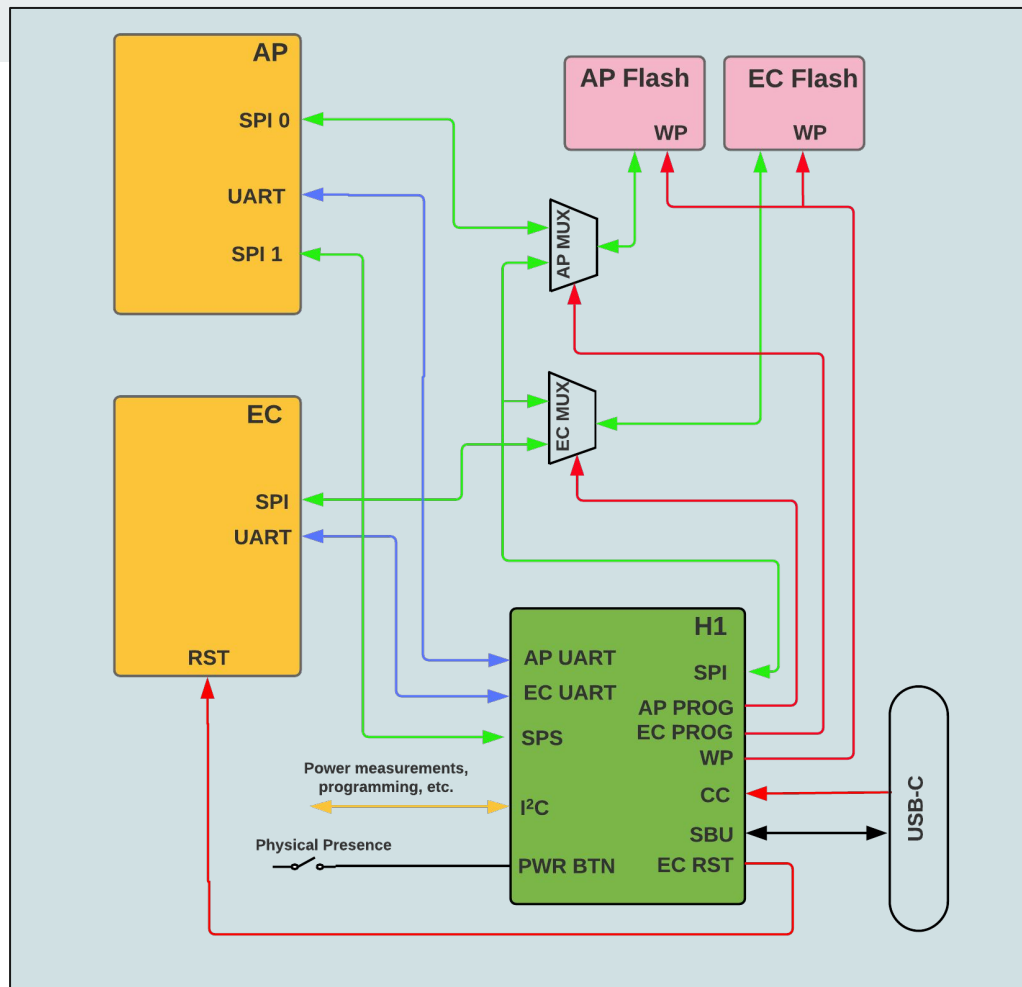 AP
SPI 0
UART
SPI 1
AP Flash
WP
EC Flash
WP
AP MUX
EC MUX
EC
SPI
UART
RST
H1
AP UART
EC UART
SPS
I²C
PWR BTN
SPI
AP PROG
EC PROG
WP
CC
SBU
EC RST
Power measurements,
programming, etc.
Physical Presence
USB-C